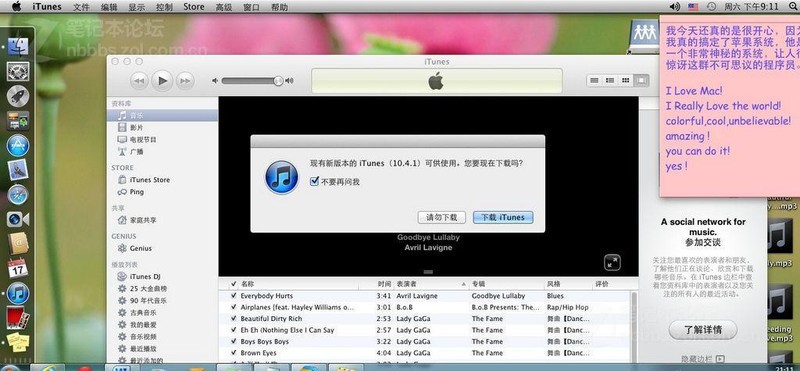 iTunes 文件 编辑 显示 控制 Store 高级 窗口 帮助
周六 下午9:11
笔记本论坛
nbbbs.zol.com.cn
iTunes
资料库
音乐
影片
电视节目
广播
STORE
iTunes Store
Ping
共享
家庭共享
GENIUS
Genius
播放列表
iTunes DJ
25 大金曲榜
90 年代音乐
古典音乐
我的最爱
音乐视频
最近播放
最近添加的
现有新版本的 iTunes (10.4.1) 可供使用。您要现在下载吗?
不要再问我
请勿下载 下载 iTunes
Goodbye Lullaby
Avril Lavigne
名称 时间 表演者 专辑 风格 评价
Everybody Hurts 3:41 Avril Lavigne Goodbye Lullaby Blues
Airplanes [feat. Hayley Williams o... 3:00 B.o.B B.o.B Presents: The... Rap/Hip Hop
Beautiful Dirty Rich 2:53 Lady GaGa The Fame 舞曲【Danc...
Eh Eh (Nothing Else I Can Say) 2:57 Lady GaGa The Fame 舞曲【Danc...
Boys Boys Boys 3:22 Lady GaGa The Fame 舞曲【Danc...
Brown Eyes 4:04 Lady GaGa The Fame 舞曲【Danc...
我今天还真的是很开心，因为
我真的搞定了苹果系统，他是
一个非常神秘的系统，让人很
惊讶这群不可思议的程序员。
I Love Mac!
I Really Love the world!
colorful,cool,unbelievable!
amazing !
you can do it!
yes !
A social network for
music.
参加交谈
关注您最喜欢的表演者和朋友，
了解他们正在谈论、欣赏和下载
哪些音乐。在 iTunes 边栏中查
看您资料库中的表演者以及您关
注的所有人的最近活动。
了解详情
隐藏边栏
.mp3
y.mp3
eeding
ve.mp3
17
21:11